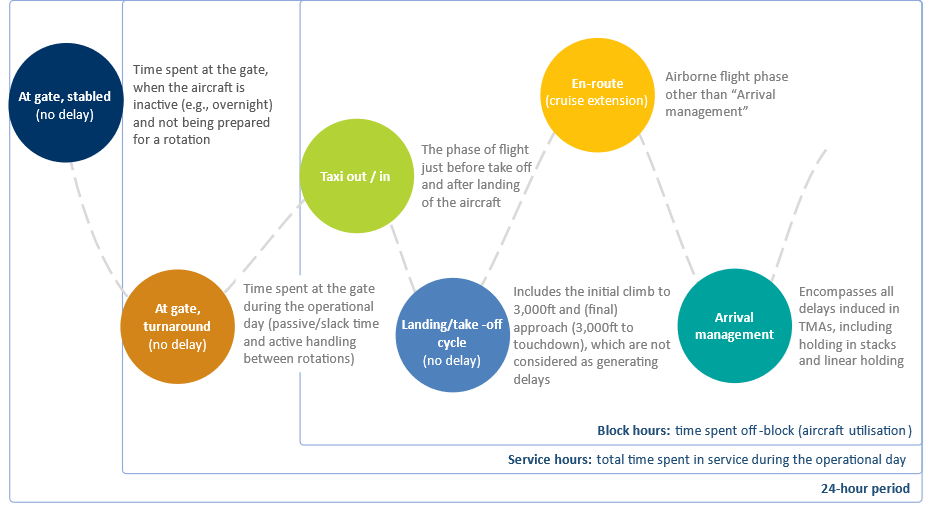 At gate, stabled
(no delay)
Time spent at the gate,
when the aircraft is
inactive (e.g., overnight)
and not being prepared
for a rotation
At gate,
turnaround
(no delay)
Time spent at the gate
during the operational
day (passive/slack time
and active handling
between rotations)
Taxi out / in
The phase of flight
just before take off
and after landing
of the aircraft
Landing/take -off
cycle
(no delay)
Includes the initial climb to
3,000ft and (final)
approach (3,000ft to
touchdown), which are not
considered as generating
delays
En-route
(cruise extension)
Airborne flight phase
other than “Arrival
management”
Arrival
management
Encompasses all
delays induced in
TMAs, including
holding in stacks
and linear holding
Block hours: time spent off -block (aircraft utilisation )
Service hours: total time spent in service during the operational day
24-hour period